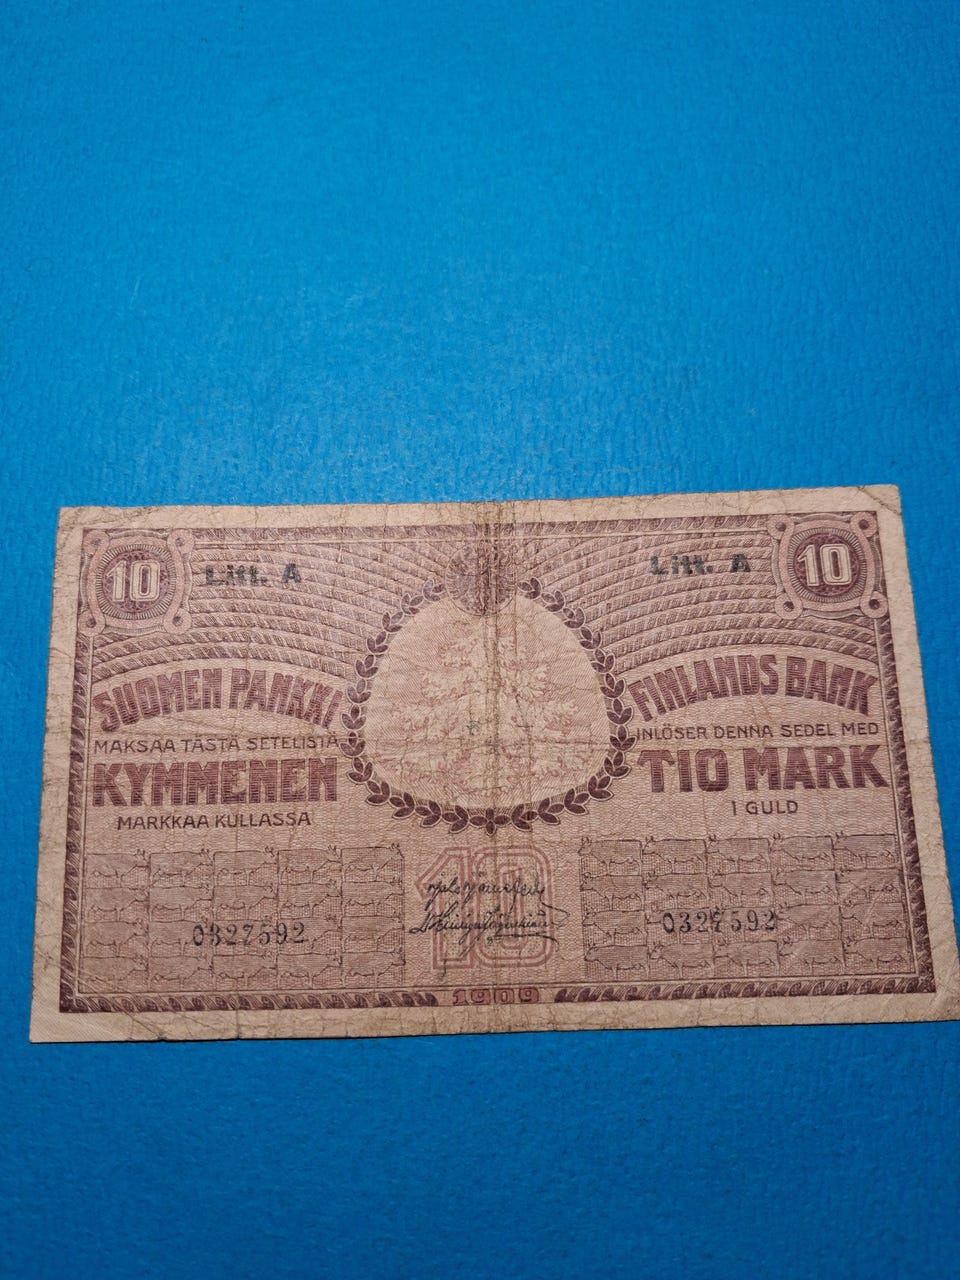 10 Litt. A
Litt. A 10
SUOMEN PANKKI
MAKSAA TÄSTÄ SETELISTÄ
KYMMENEN
MARKKAA KULLASSA
FINLANDS BANK
INLÖSER DENNA SEDEL MED
TIO MARK
I GULD
10
0327592
0327592
1909